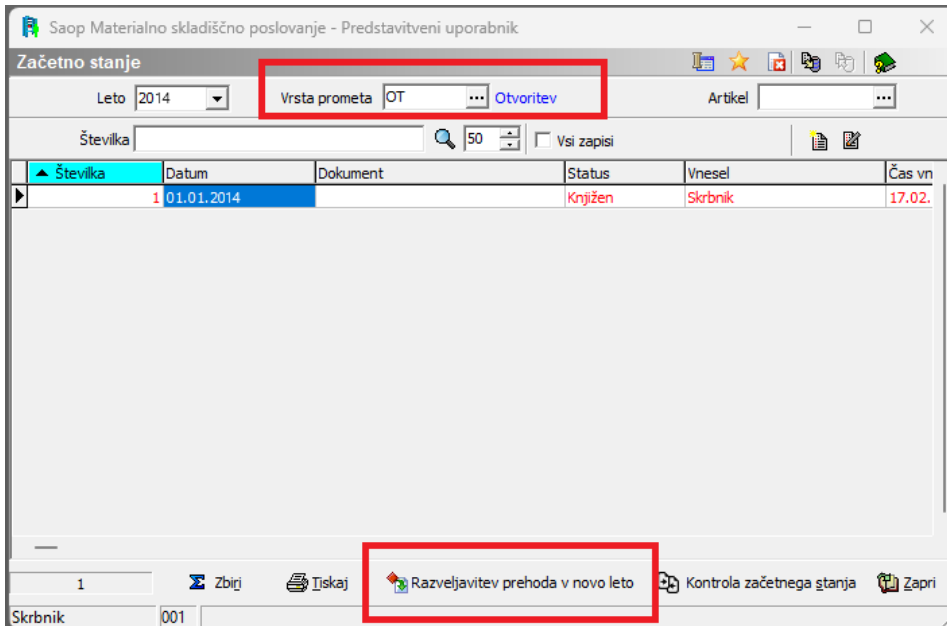 Saop Materialno skladiščno poslovanje - Predstavitveni uporabnik
Začetno stanje
Leto 2014 Vrsta prometa OT ... Otvoritev Artikel ...
Številka 50 Vsi zapisi
Številka Datum Dokument Status Vnesel Čas vn
1 01.01.2014 Knjižen Skrbnik 17.02.
1 Zbirj Tiskaj Razveljavitev prehoda v novo leto Kontrola začetnega stanja Zapri
Skrbnik 001